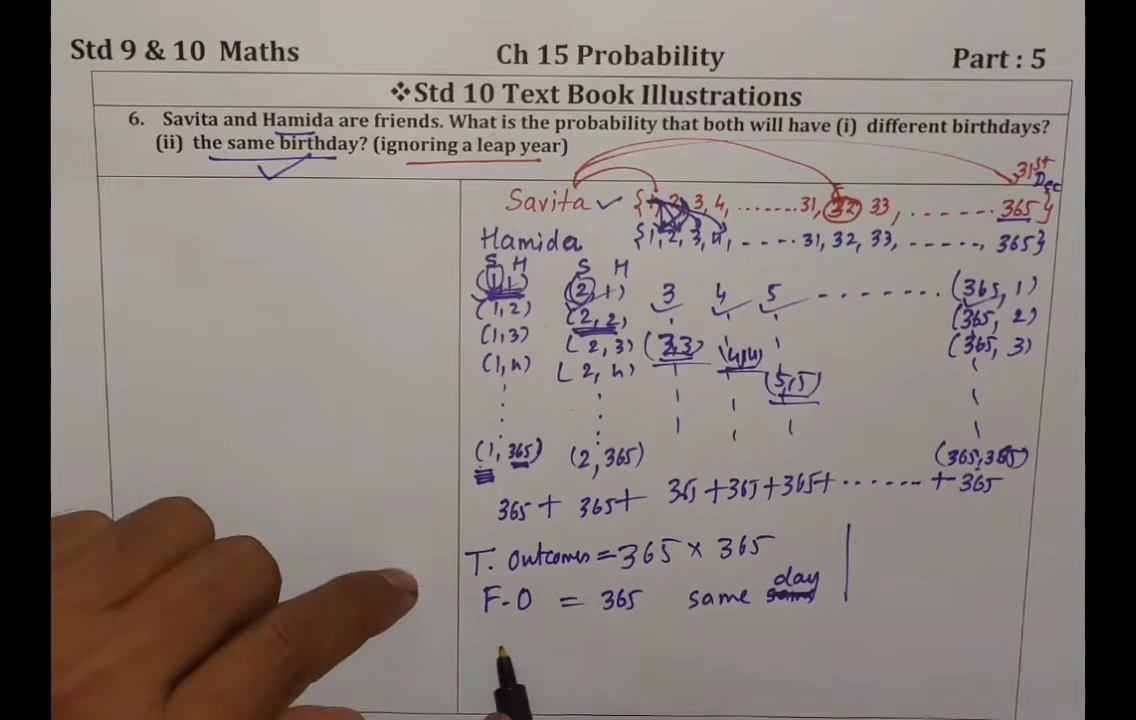 Std 9 & 10 Maths Ch 15 Probability Part : 5
❖Std 10 Text Book Illustrations
6. Savita and Hamida are friends. What is the probability that both will have (i) different birthdays?
(ii) the same birthday? (ignoring a leap year)
31st
Dec
Savita {1, 2, 3, 4, ....... 31, 32 33, ....... 365}
Hamida {1, 2, 3, 4, ---- 31, 32, 33, -------, 365}
S H S H
(1, 1) (2, 1) 3 4 5 -------- (365, 1)
(1, 2) (2, 2) (365, 2)
(1, 3) (2, 3) (3,3) (4,4) (365, 3)
(1, 4) (2, 4) (5,5)
(1, 365) (2, 365) (365, 365)
365 + 365 + 365 + 365 + 365 + ...... + 365
T. Outcomes = 365 × 365
F.O = 365 same day